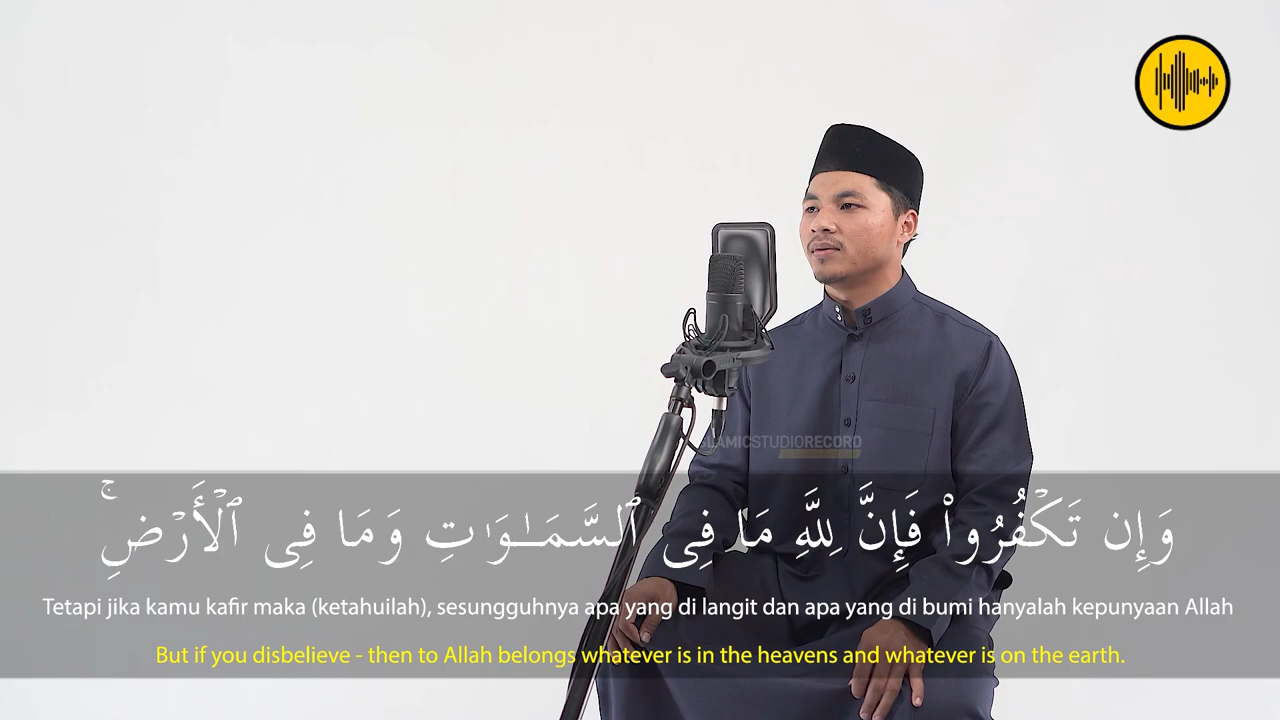 LAMICSTUDIORECORD
وَإِن تَكْفُرُوا۟ فَإِنَّ لِلَّهِ مَا فِى ٱلسَّمَـٰوَٰتِ وَمَا فِى ٱلْأَرْضِ ۚ
Tetapi jika kamu kafir maka (ketahuilah), sesungguhnya apa yang di langit dan apa yang di bumi hanyalah kepunyaan Allah
But if you disbelieve - then to Allah belongs whatever is in the heavens and whatever is on the earth.